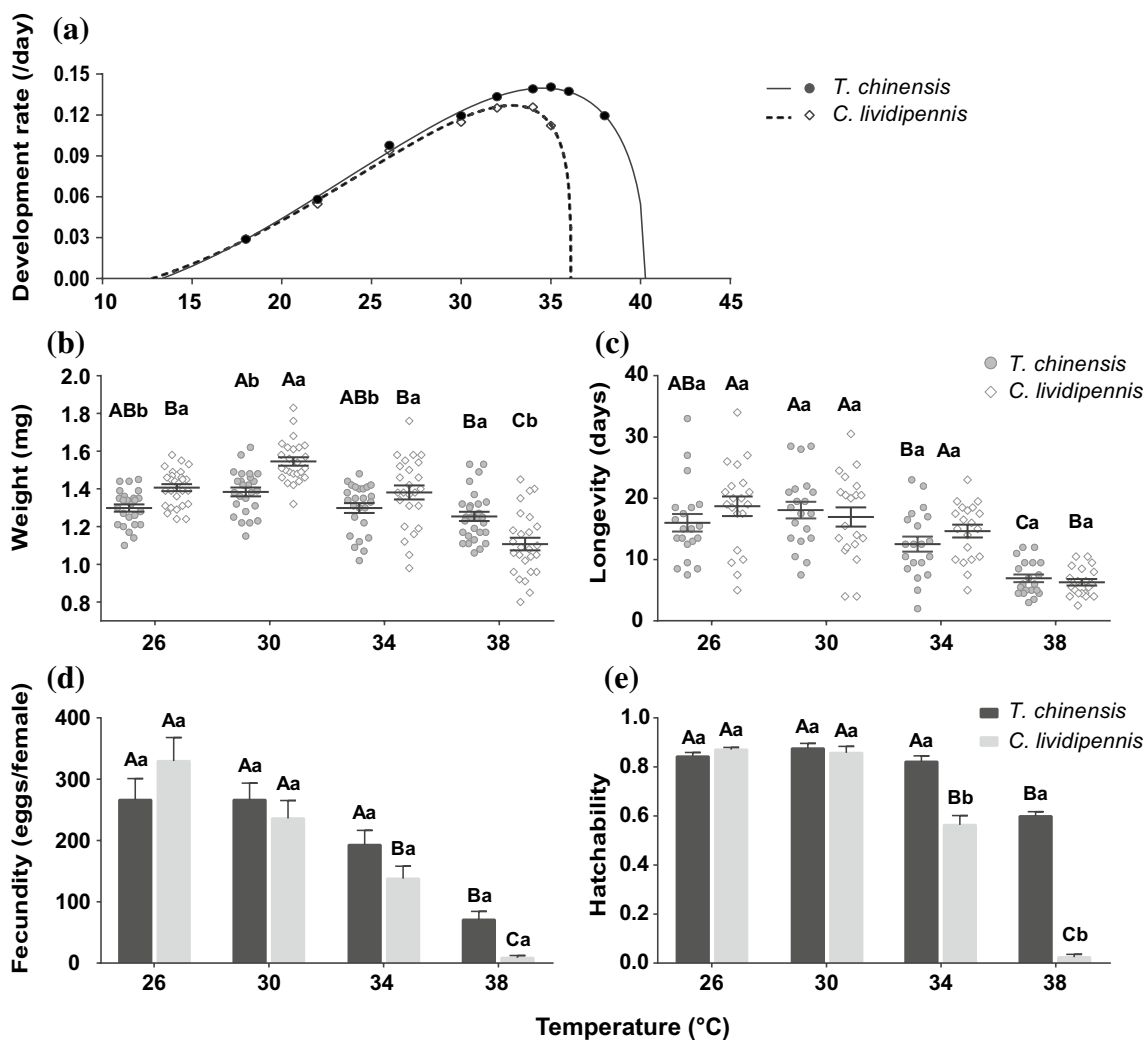 (a)
Development rate (/day)
0.15
0.12
0.09
0.06
0.03
0.00
10 15 20 25 30 35 40 45
T. chinensis
C. lividipennis
(b)
Weight (mg)
2.0
1.8
1.6
1.4
1.2
1.0
0.8
ABb Ba Ab Aa ABb Ba Ba Cb
26 30 34 38
(c)
Longevity (days)
40
30
20
10
0
ABa Aa Aa Aa Ba Aa Ca Ba
26 30 34 38
T. chinensis
C. lividipennis
(d)
Fecundity (eggs/female)
400
300
200
100
0
Aa Aa Aa Aa Aa Ba Ba Ca
26 30 34 38
(e)
Hatchability
1.0
0.8
0.6
0.4
0.2
0.0
Aa Aa Aa Aa Aa Bb Ba Cb
26 30 34 38
T. chinensis
C. lividipennis
Temperature (°C)